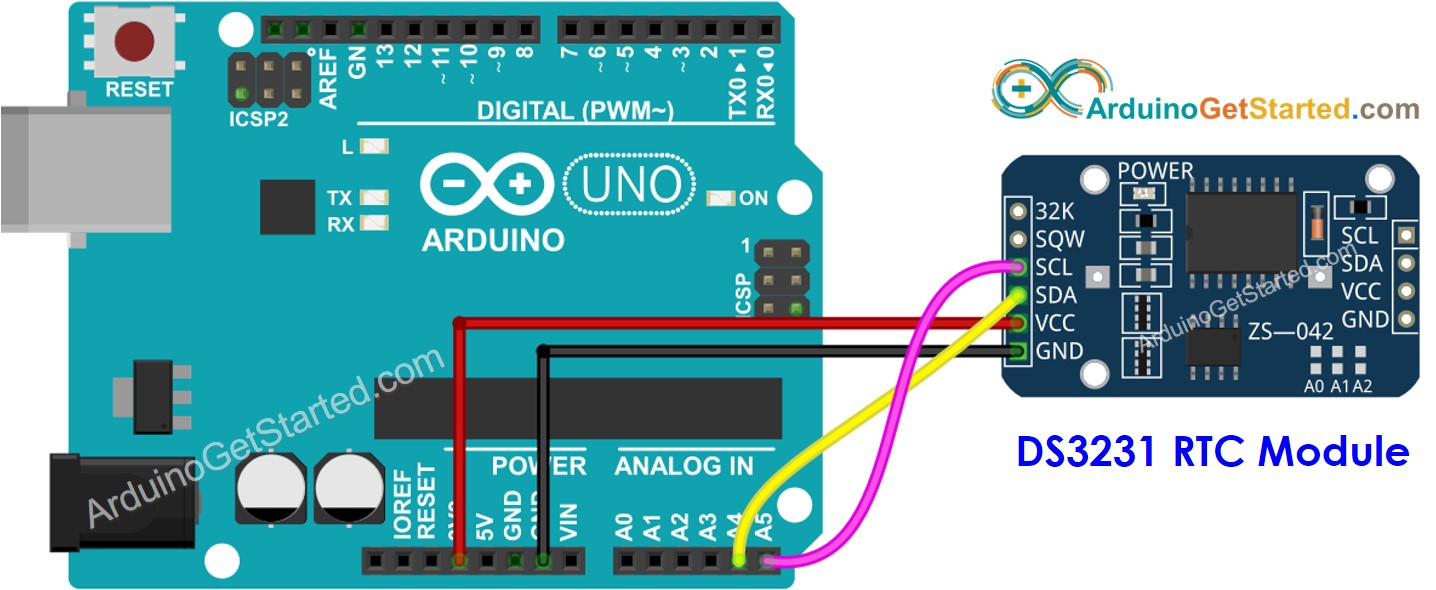 RESET
ICSP2
AREF
GN
13
12
~11
~10
~9
8
7
~6
~5
4
~3
2
TX0▸1
RX0◂0
DIGITAL (PWM~)
L
TX
RX
ARDUINO
UNO
ON
1
ICSP
ArduinoGetStarted.com
POWER
32K
SQW
SCL
SDA
VCC
GND
SCL
SDA
VCC
GND
ZS—042
A0 A1 A2
ArduinoGetStarted.com
DS3231 RTC Module
ArduinoGetStarted.com
POWER
ANALOG IN
IOREF
RESET
5V
GND
VIN
A0
A1
A2
A3
A4
A5